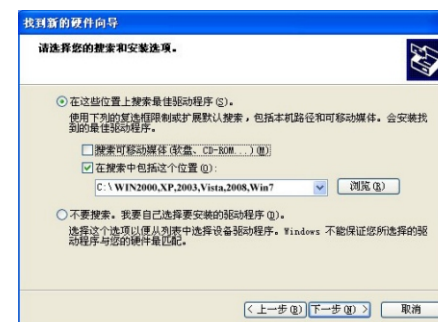 找到新的硬件向导
请选择您的搜索和安装选项。
在这些位置上搜索最佳驱动程序(S)。
使用下列的复选框限制或扩展默认搜索，包括本机路径和可移动媒体。会安装找
到的最佳驱动程序。
搜索可移动媒体(软盘、CD-ROM...)(M)
在搜索中包括这个位置(O):
C:\WIN2000,XP,2003,Vista,2008,Win7
浏览(R)
不要搜索。我要自己选择要安装的驱动程序(D)。
选择这个选项以便从列表中选择设备驱动程序。Windows 不能保证您所选择的驱
动程序与您的硬件最匹配。
<上一步(B) 下一步(N)> 取消